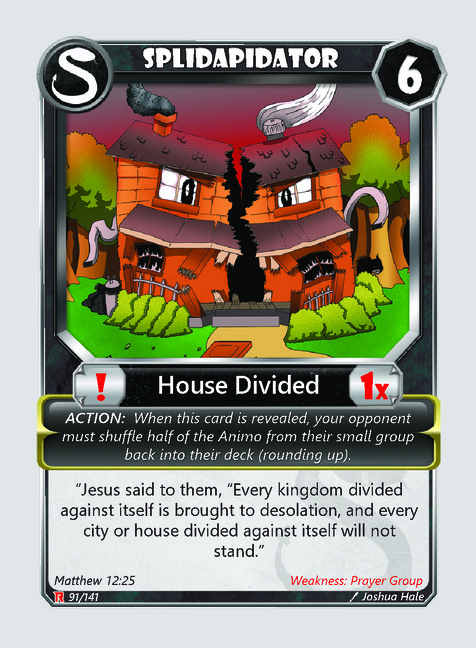 S
SPLIDAPIDATOR
6
!
House Divided
1x
ACTION: When this card is revealed, your opponent
must shuffle half of the Animo from their small group
back into their deck (rounding up).
“Jesus said to them, “Every kingdom divided
against itself is brought to desolation, and every
city or house divided against itself will not
stand.”
Matthew 12:25
Weakness: Prayer Group
R 91/141
Joshua Hale